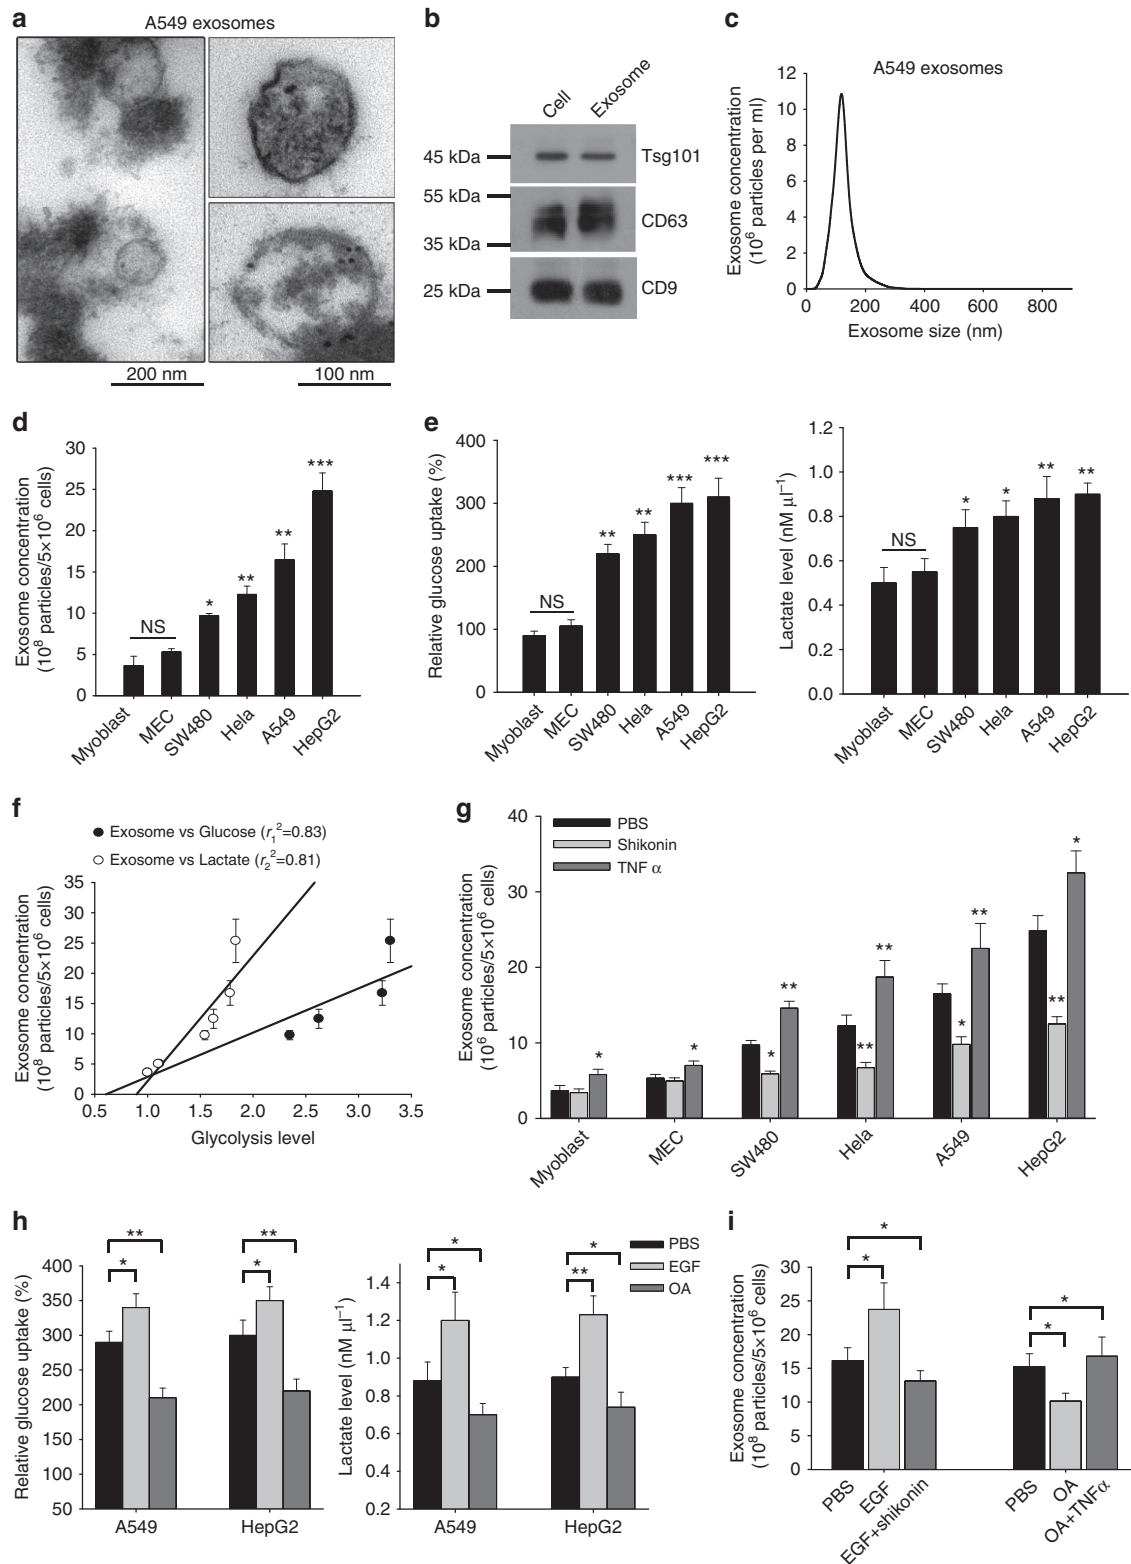 a
A549 exosomes
200 nm
100 nm
b
Cell
Exosome
45 kDa
Tsg101
55 kDa
CD63
35 kDa
25 kDa
CD9
c
A549 exosomes
Exosome concentration
(10⁶ particles per ml)
12
10
8
6
4
2
0
0 200 400 600 800
Exosome size (nm)
d
Exosome concentration
(10⁸ particles/5×10⁶ cells)
30
25
20
15
10
5
0
NS
*
**
**
***
Myoblast
MEC
SW480
Hela
A549
HepG2
e
Relative glucose uptake (%)
400
300
200
100
0
NS
**
**
***
***
Myoblast
MEC
SW480
Hela
A549
HepG2
Lactate level (nM μl⁻¹)
1.2
1.0
0.8
0.6
0.4
0.2
0.0
NS
*
*
**
**
Myoblast
MEC
SW480
Hela
A549
HepG2
f
Exosome vs Glucose (r₁²=0.83)
Exosome vs Lactate (r₂²=0.81)
Exosome concentration
(10⁸ particles/5×10⁶ cells)
35
30
25
20
15
10
5
0
0.5 1.0 1.5 2.0 2.5 3.0 3.5
Glycolysis level
g
PBS
Shikonin
TNF α
Exosome concentration
(10⁶ particles/5×10⁶ cells)
40
30
20
10
0
*
*
*
**
**
**
*
**
**
*
Myoblast
MEC
SW480
Hela
A549
HepG2
h
Relative glucose uptake (%)
400
350
300
250
200
150
100
50
**
*
**
*
A549 HepG2
Lactate level (nM μl⁻¹)
1.4
1.2
1.0
0.8
0.6
0.4
0.2
*
*
*
**
A549 HepG2
PBS
EGF
OA
i
Exosome concentration
(10⁸ particles/5×10⁶ cells)
30
25
20
15
10
5
0
*
*
*
*
PBS
EGF
EGF+shikonin
PBS
OA
OA+TNFα